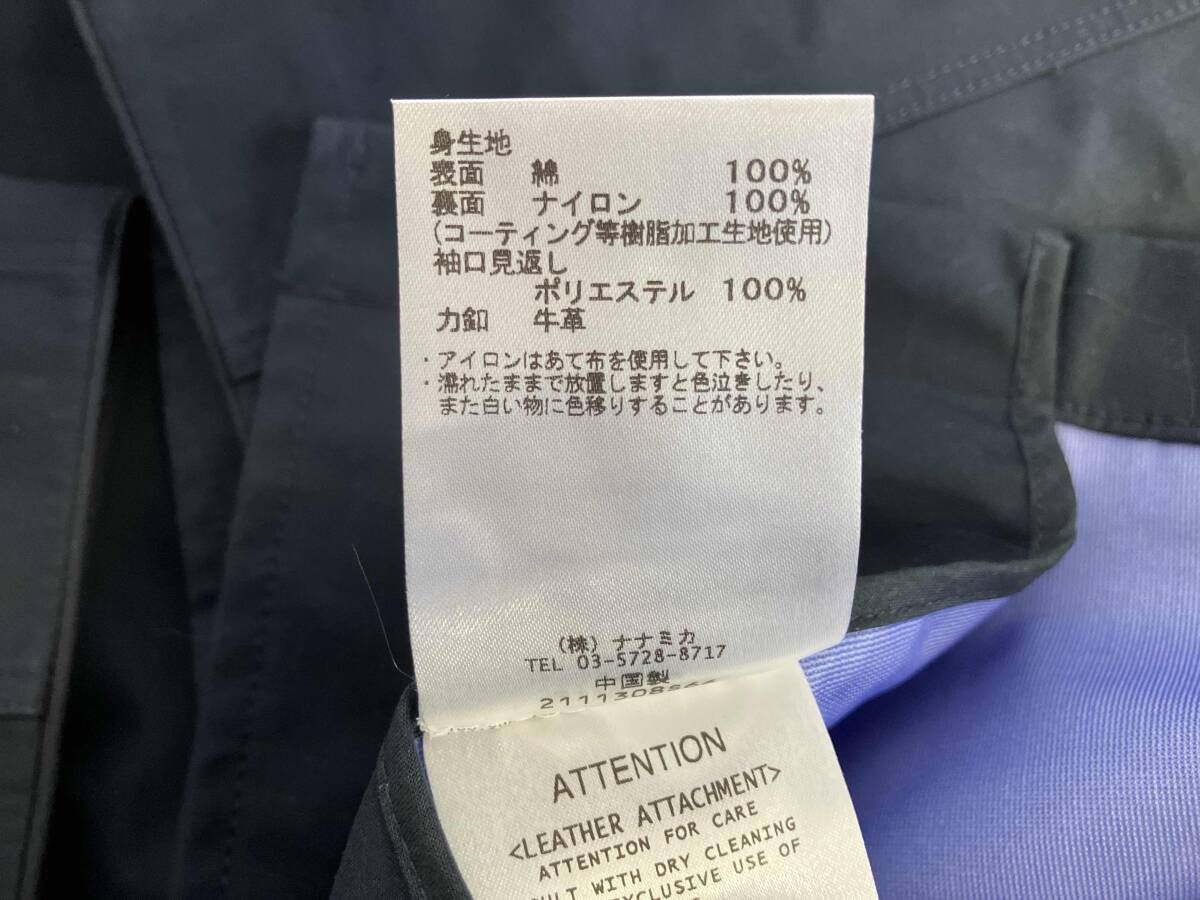 身生地
表面 綿 100%
裏面 ナイロン 100%
(コーティング等樹脂加工生地使用)
袖口見返し
ポリエステル 100%
力釦 牛革
・アイロンはあて布を使用して下さい。
・濡れたままで放置しますと色泣きしたり、
また白い物に色移りすることがあります。
(株) ナナミカ
TEL 03-5728-8717
中国製
ATTENTION
<LEATHER ATTACHMENT>
ATTENTION FOR CARE
WITH DRY CLEANING
USE OF